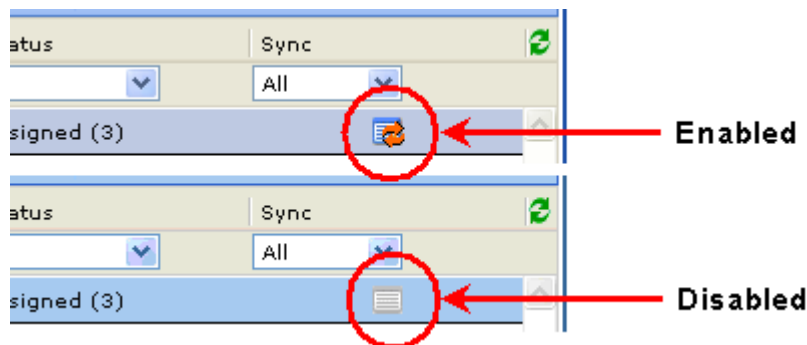 atus Sync
All
signed (3)
Enabled
atus Sync
All
signed (3)
Disabled